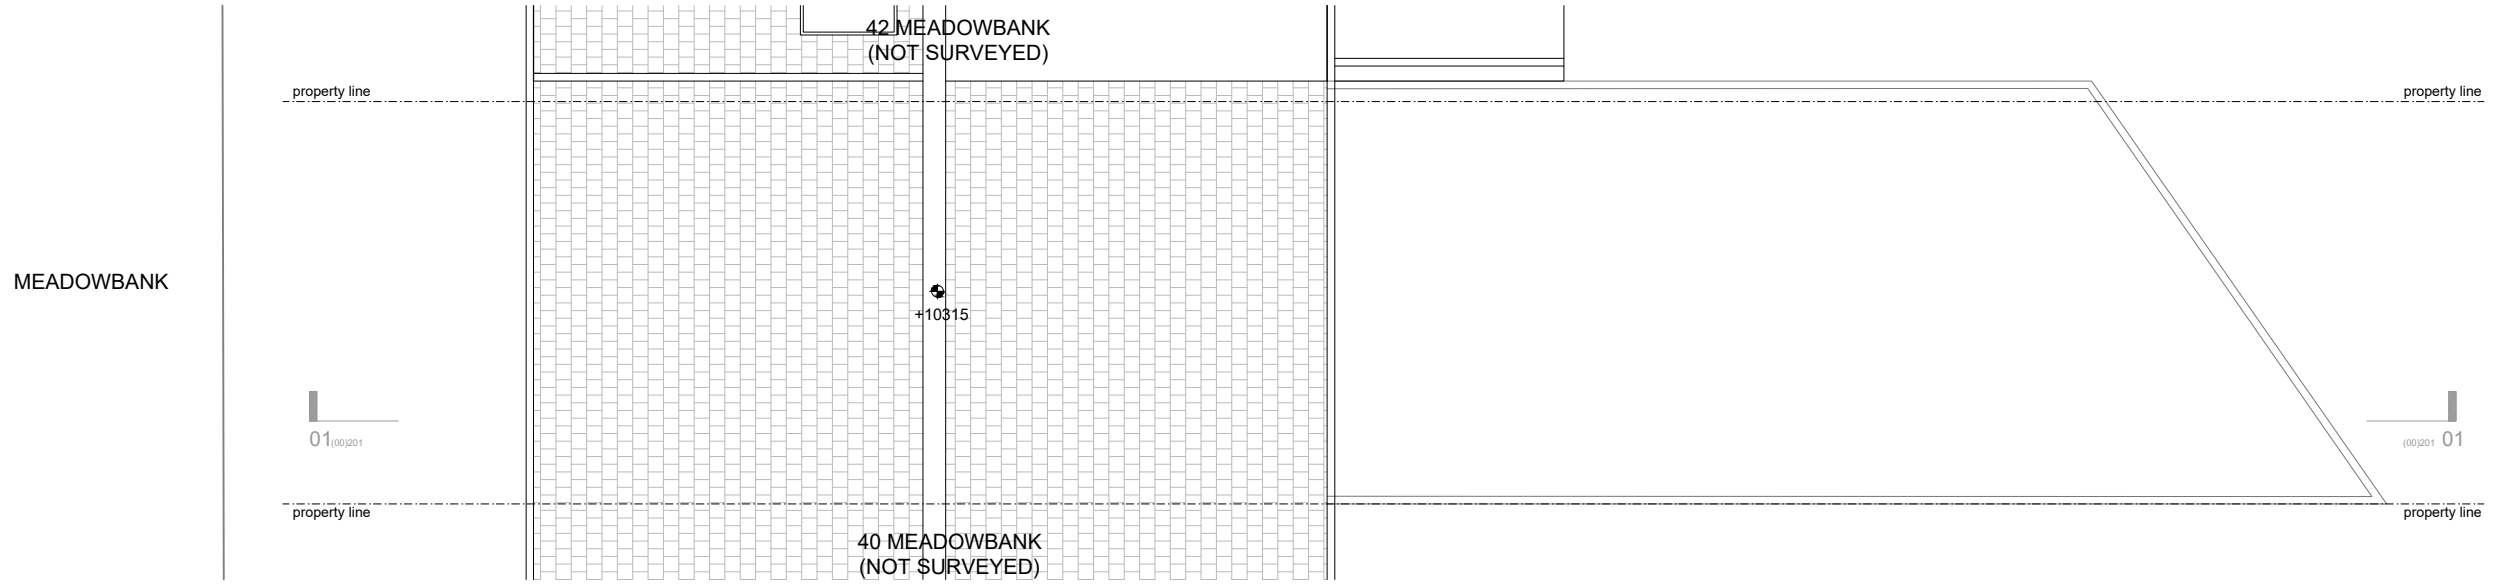 42 MEADOWBANK
(NOT SURVEYED)
property line
property line
MEADOWBANK
+10315
01(00)201
(00)201 01
property line
property line
40 MEADOWBANK
(NOT SURVEYED)